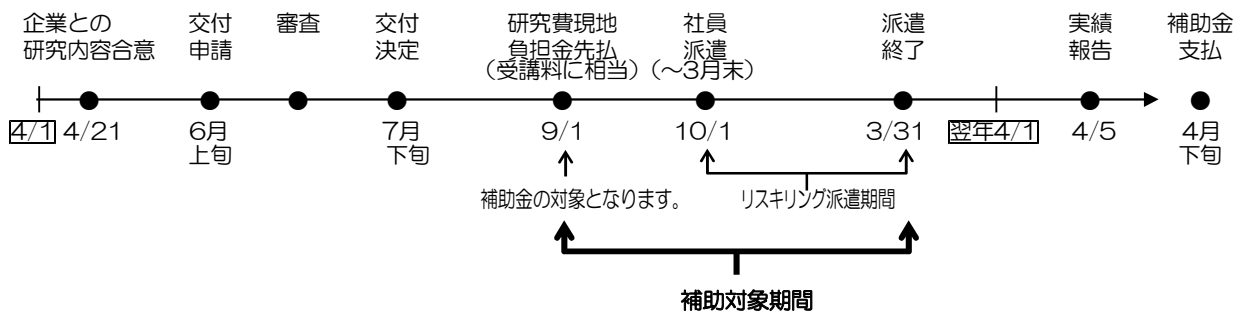 企業との
研究内容合意
交付
申請
審査
交付
決定
研究費現地
負担金先払
（受講料に相当）
社員
派遣
（～3月末）
派遣
終了
実績
報告
補助金
支払
4/1
4/21
6月
上旬
7月
下旬
9/1
10/1
3/31
翌年4/1
4/5
4月
下旬
補助金の対象となります。
リスキリング派遣期間
補助対象期間